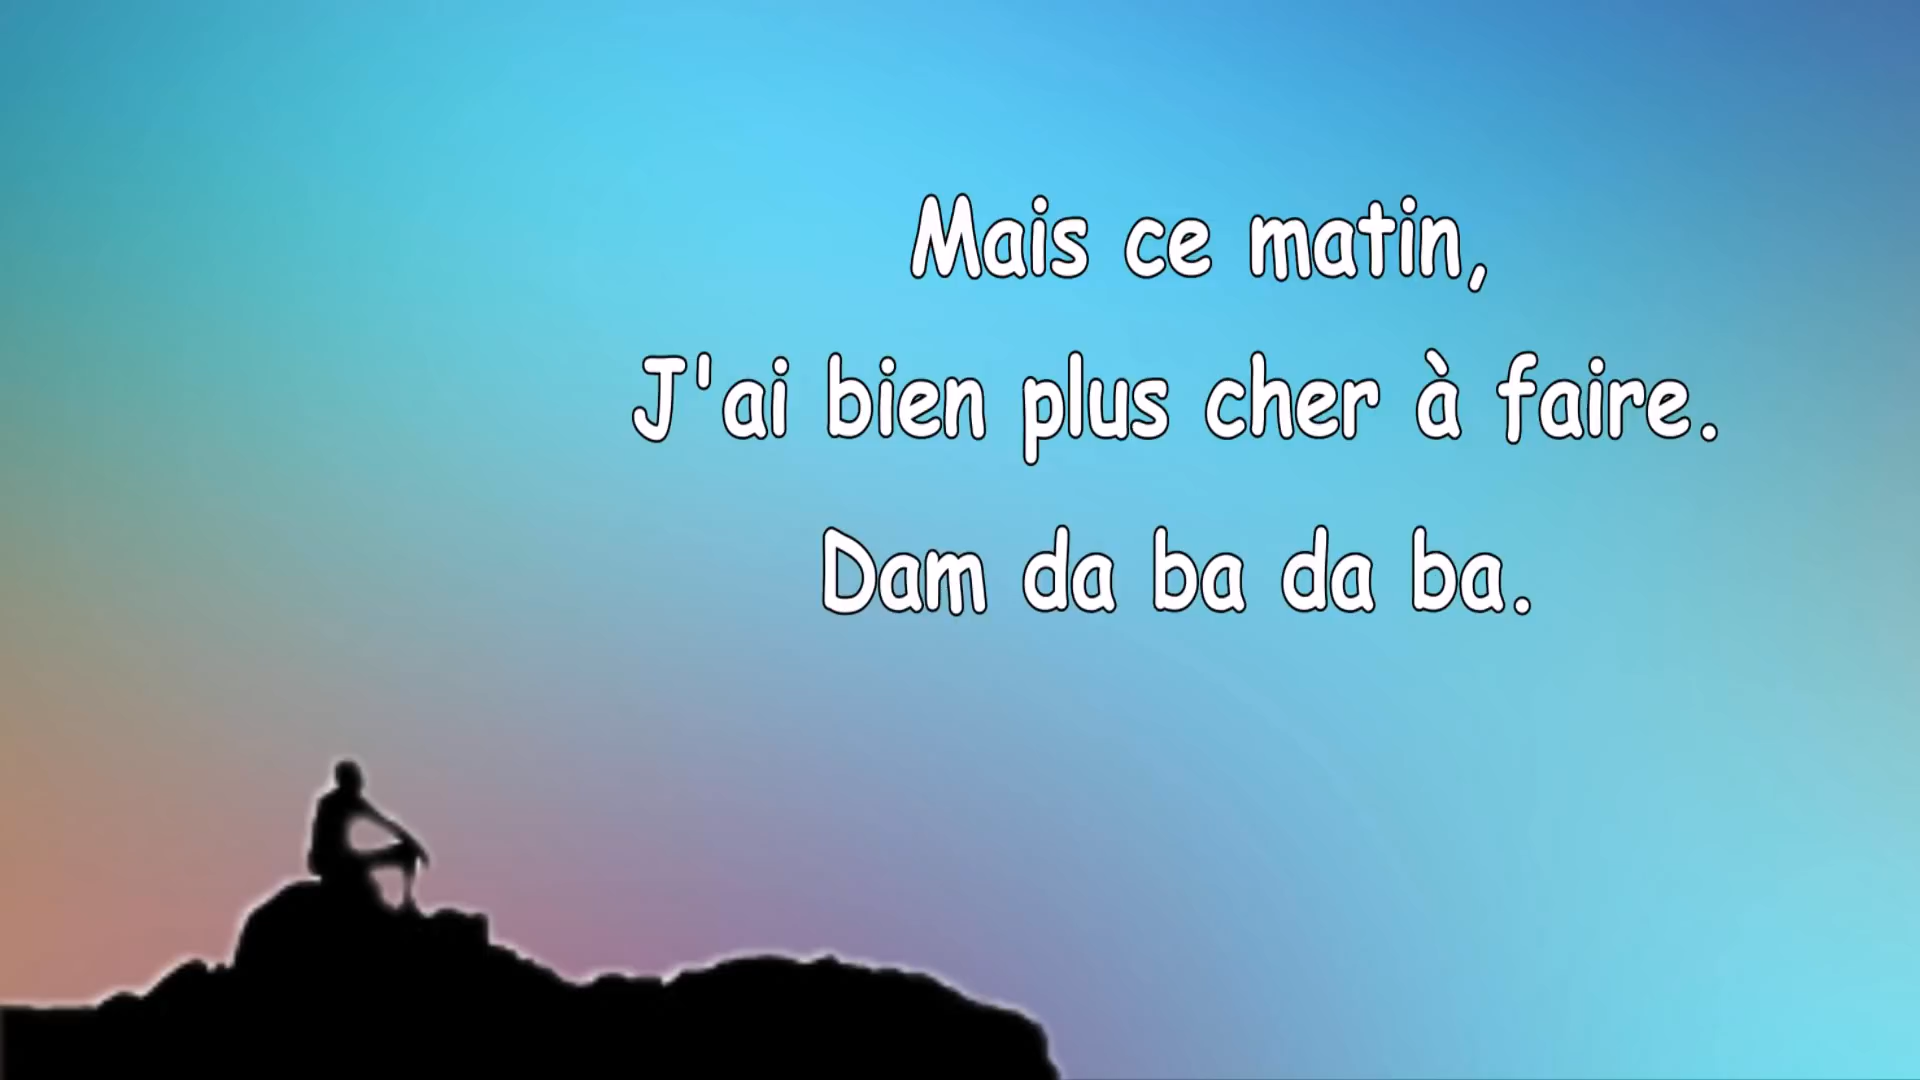 Mais ce matin,
J'ai bien plus cher à faire.
Dam da ba da ba.